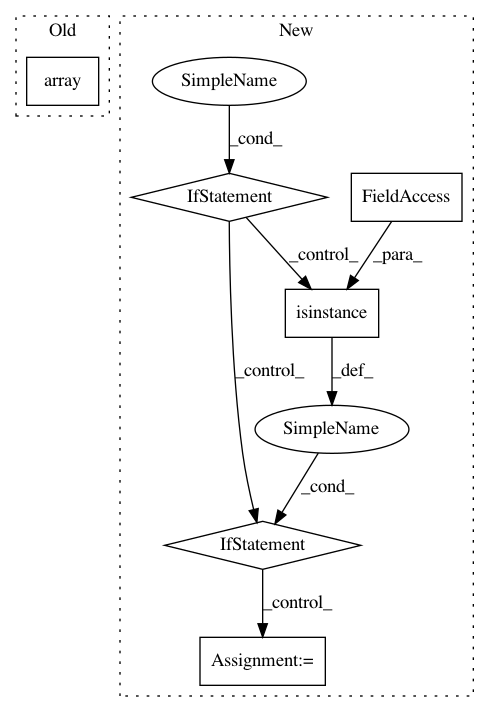 Old
New
array
SimpleName
_cond_
IfStatement
FieldAccess
_control_
_para_
isinstance
_control_
_def_
SimpleName
_cond_
IfStatement
_control_
Assignment:=